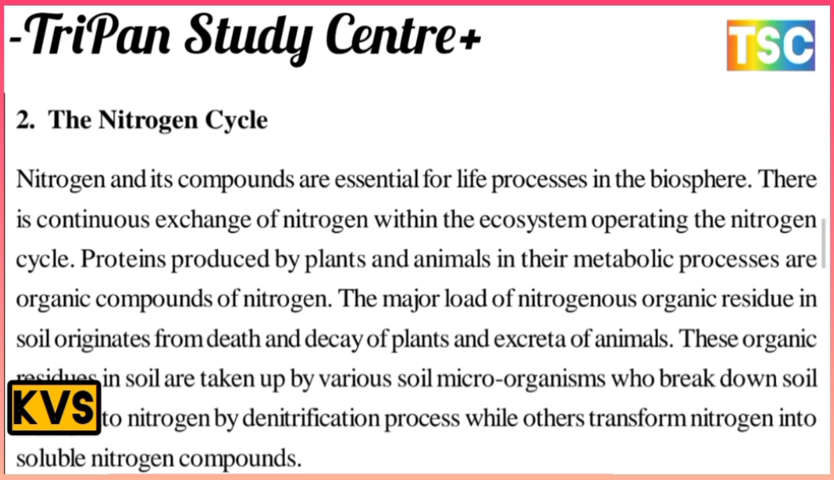 -TriPan Study Centre+
TSC
2. The Nitrogen Cycle
Nitrogen and its compounds are essential for life processes in the biosphere. There
is continuous exchange of nitrogen within the ecosystem operating the nitrogen
cycle. Proteins produced by plants and animals in their metabolic processes are
organic compounds of nitrogen. The major load of nitrogenous organic residue in
soil originates from death and decay of plants and excreta of animals. These organic
residues in soil are taken up by various soil micro-organisms who break down soil
KVS to nitrogen by denitrification process while others transform nitrogen into
soluble nitrogen compounds.